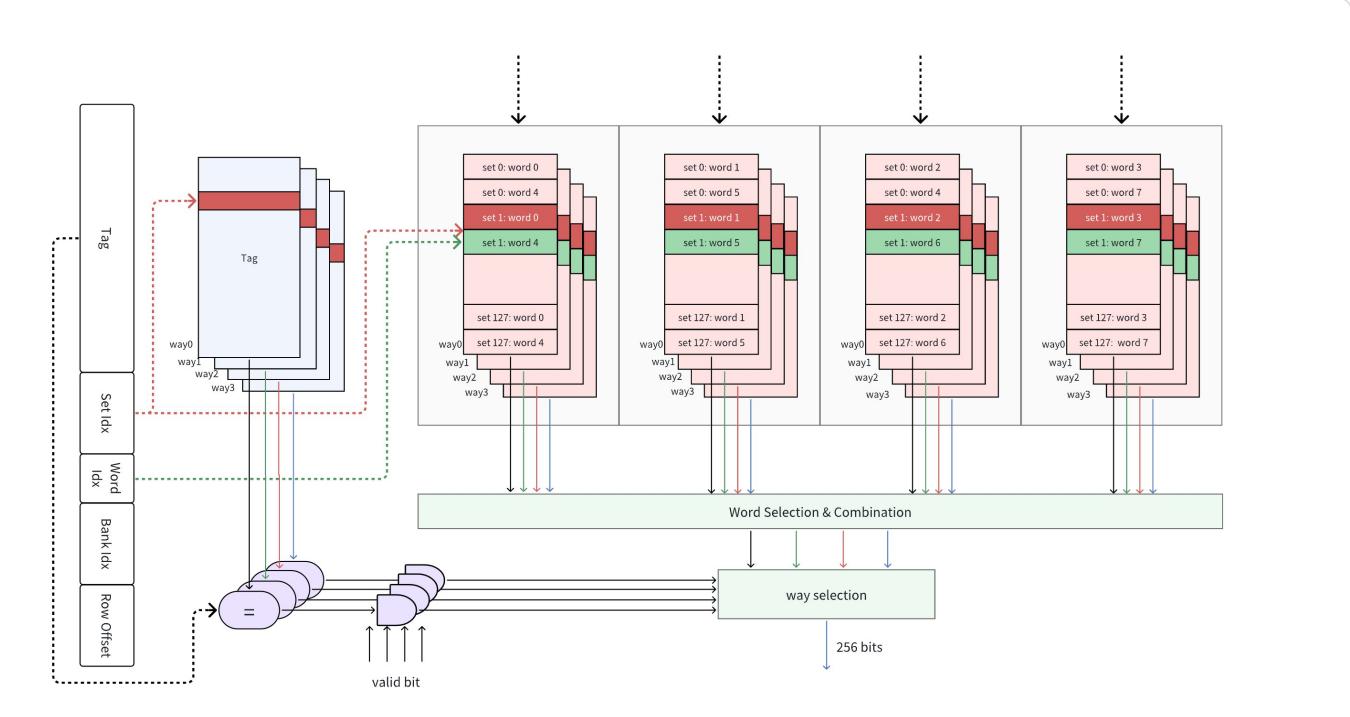 Tag
Set Idx
Word
Idx
Bank Idx
Row Offset
Tag
way0
way1
way2
way3
set 0: word 0
set 0: word 4
set 1: word 0
set 1: word 4
set 127: word 0
set 127: word 4
way0
way1
way2
way3
set 0: word 1
set 0: word 5
set 1: word 1
set 1: word 5
set 127: word 1
set 127: word 5
way0
way1
way2
way3
set 0: word 2
set 0: word 4
set 1: word 2
set 1: word 6
set 127: word 2
set 127: word 6
way0
way1
way2
way3
set 0: word 3
set 0: word 7
set 1: word 3
set 1: word 7
set 127: word 3
set 127: word 7
way0
way1
way2
way3
Word Selection & Combination
=
valid bit
way selection
256 bits